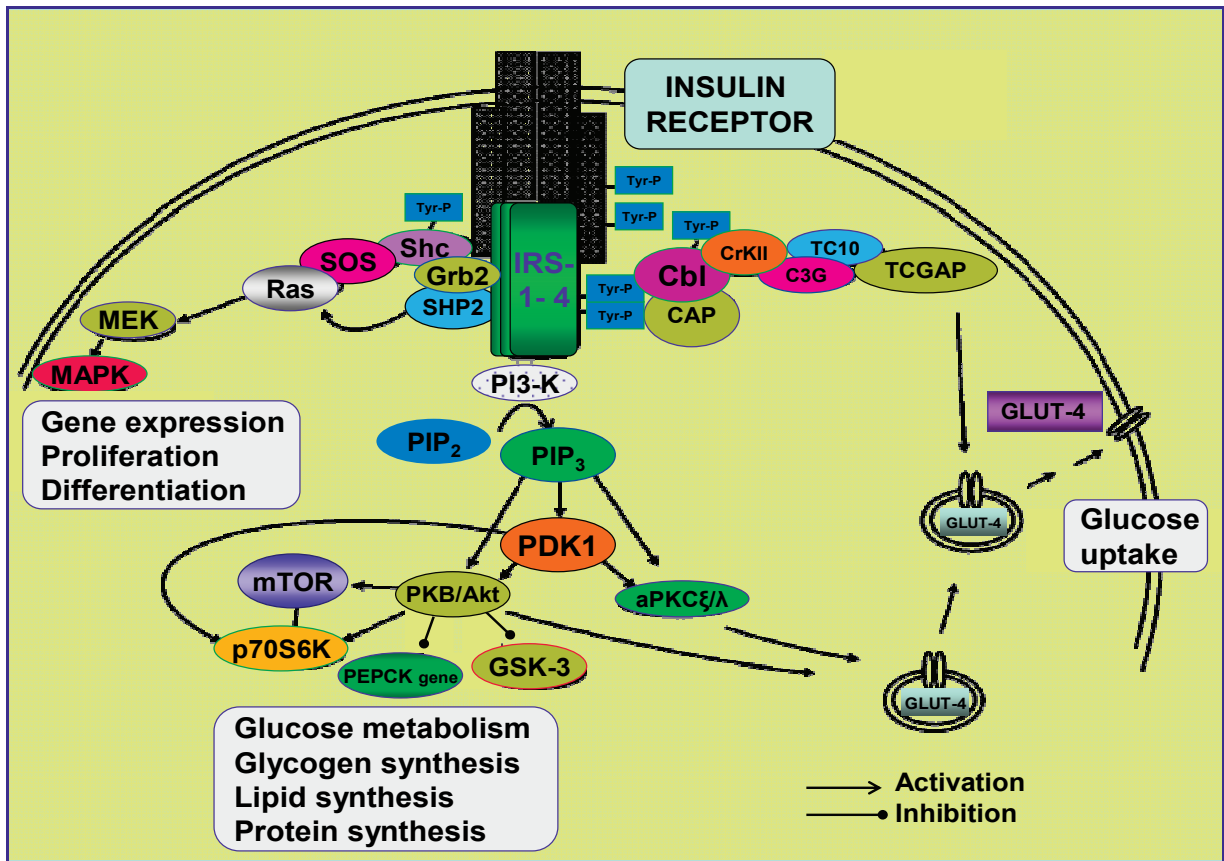 INSULIN
RECEPTOR
Tyr-P
Tyr-P
Tyr-P
Tyr-P
Shc
SOS
Grb2
SHP2
Ras
MEK
MAPK
IRS-
1- 4
Tyr-P
Tyr-P
Cbl
CAP
CrKII
TC10
C3G
TCGAP
PI3-K
Gene expression
Proliferation
Differentiation
PIP2
PIP3
GLUT-4
GLUT-4
Glucose
uptake
PDK1
mTOR
PKB/Akt
aPKCξ/λ
p70S6K
PEPCK gene
GSK-3
GLUT-4
Glucose metabolism
Glycogen synthesis
Lipid synthesis
Protein synthesis
Activation
Inhibition